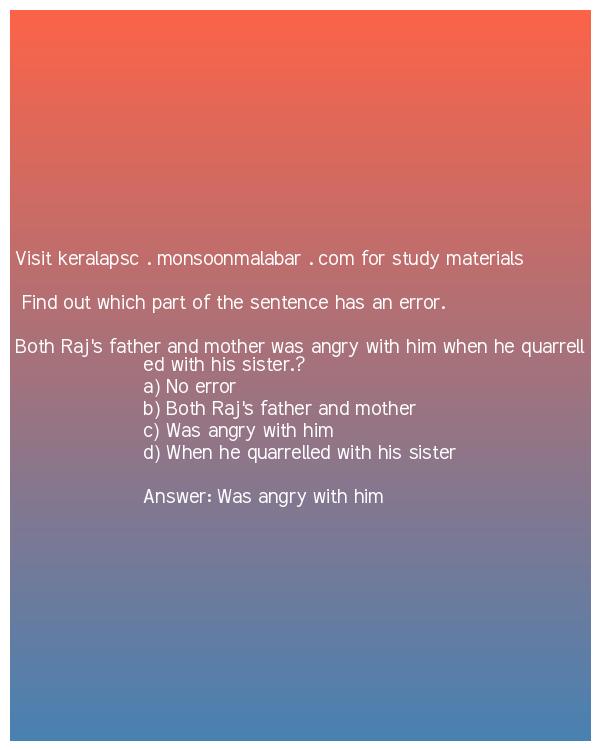 Visit keralapsc . monsoonmalabar . com for study materials
Find out which part of the sentence has an error.
Both Raj's father and mother was angry with him when he quarrell
ed with his sister.?
a) No error
b) Both Raj's father and mother
c) Was angry with him
d) When he quarrelled with his sister
Answer: Was angry with him